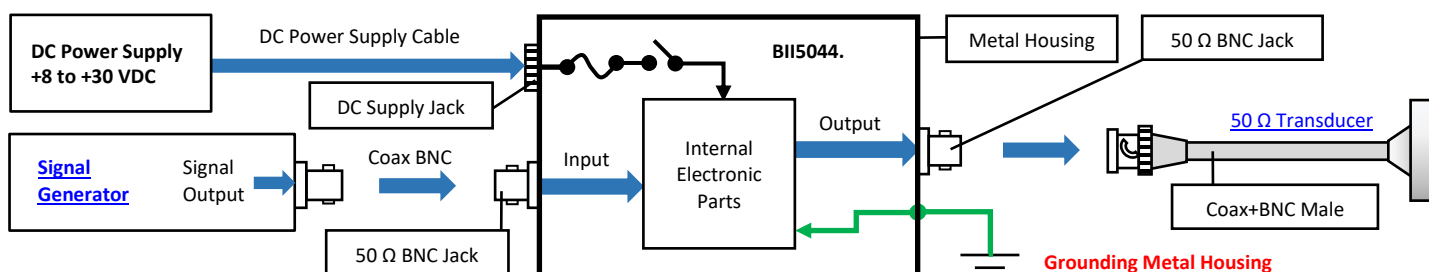 DC Power Supply
+8 to +30 VDC
DC Power Supply Cable
DC Supply Jack
BII5044.
Metal Housing
50 Ω BNC Jack
Signal
Generator
Signal
Output
Coax BNC
50 Ω BNC Jack
Input
Internal
Electronic
Parts
Output
50 Ω Transducer
Coax+BNC Male
Grounding Metal Housing